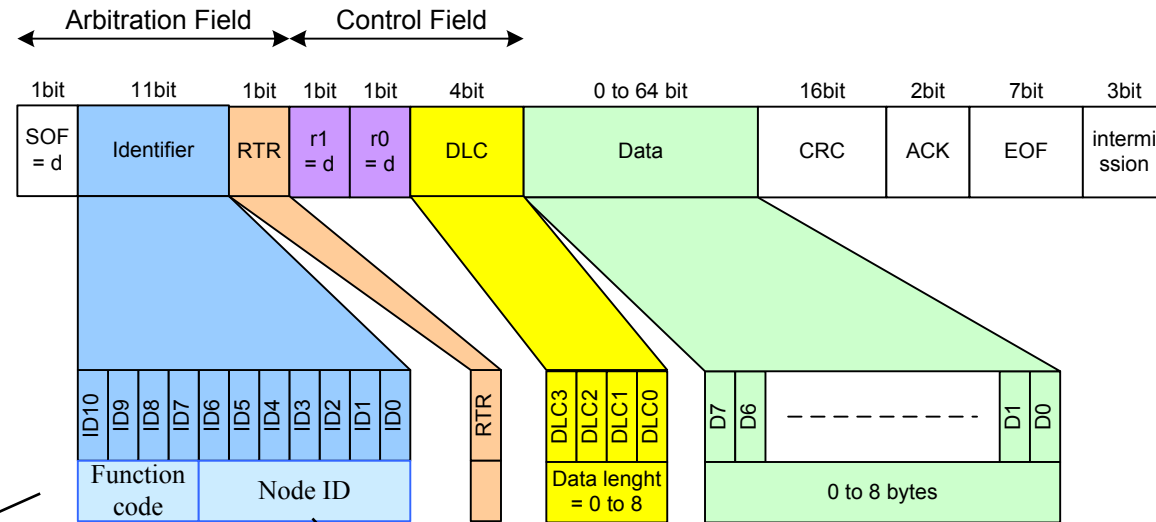 Arbitration Field Control Field
1bit 11bit 1bit 1bit 1bit 4bit 0 to 64 bit 16bit 2bit 7bit 3bit
SOF
= d
Identifier
RTR
r1
= d
r0
= d
DLC
Data
CRC
ACK
EOF
intermi
ssion
ID10
ID9
ID8
ID7
ID6
ID5
ID4
ID3
ID2
ID1
ID0
RTR
DLC3
DLC2
DLC1
DLC0
D7
D6
D1
D0
Function
code
Node ID
Data lenght
= 0 to 8
0 to 8 bytes